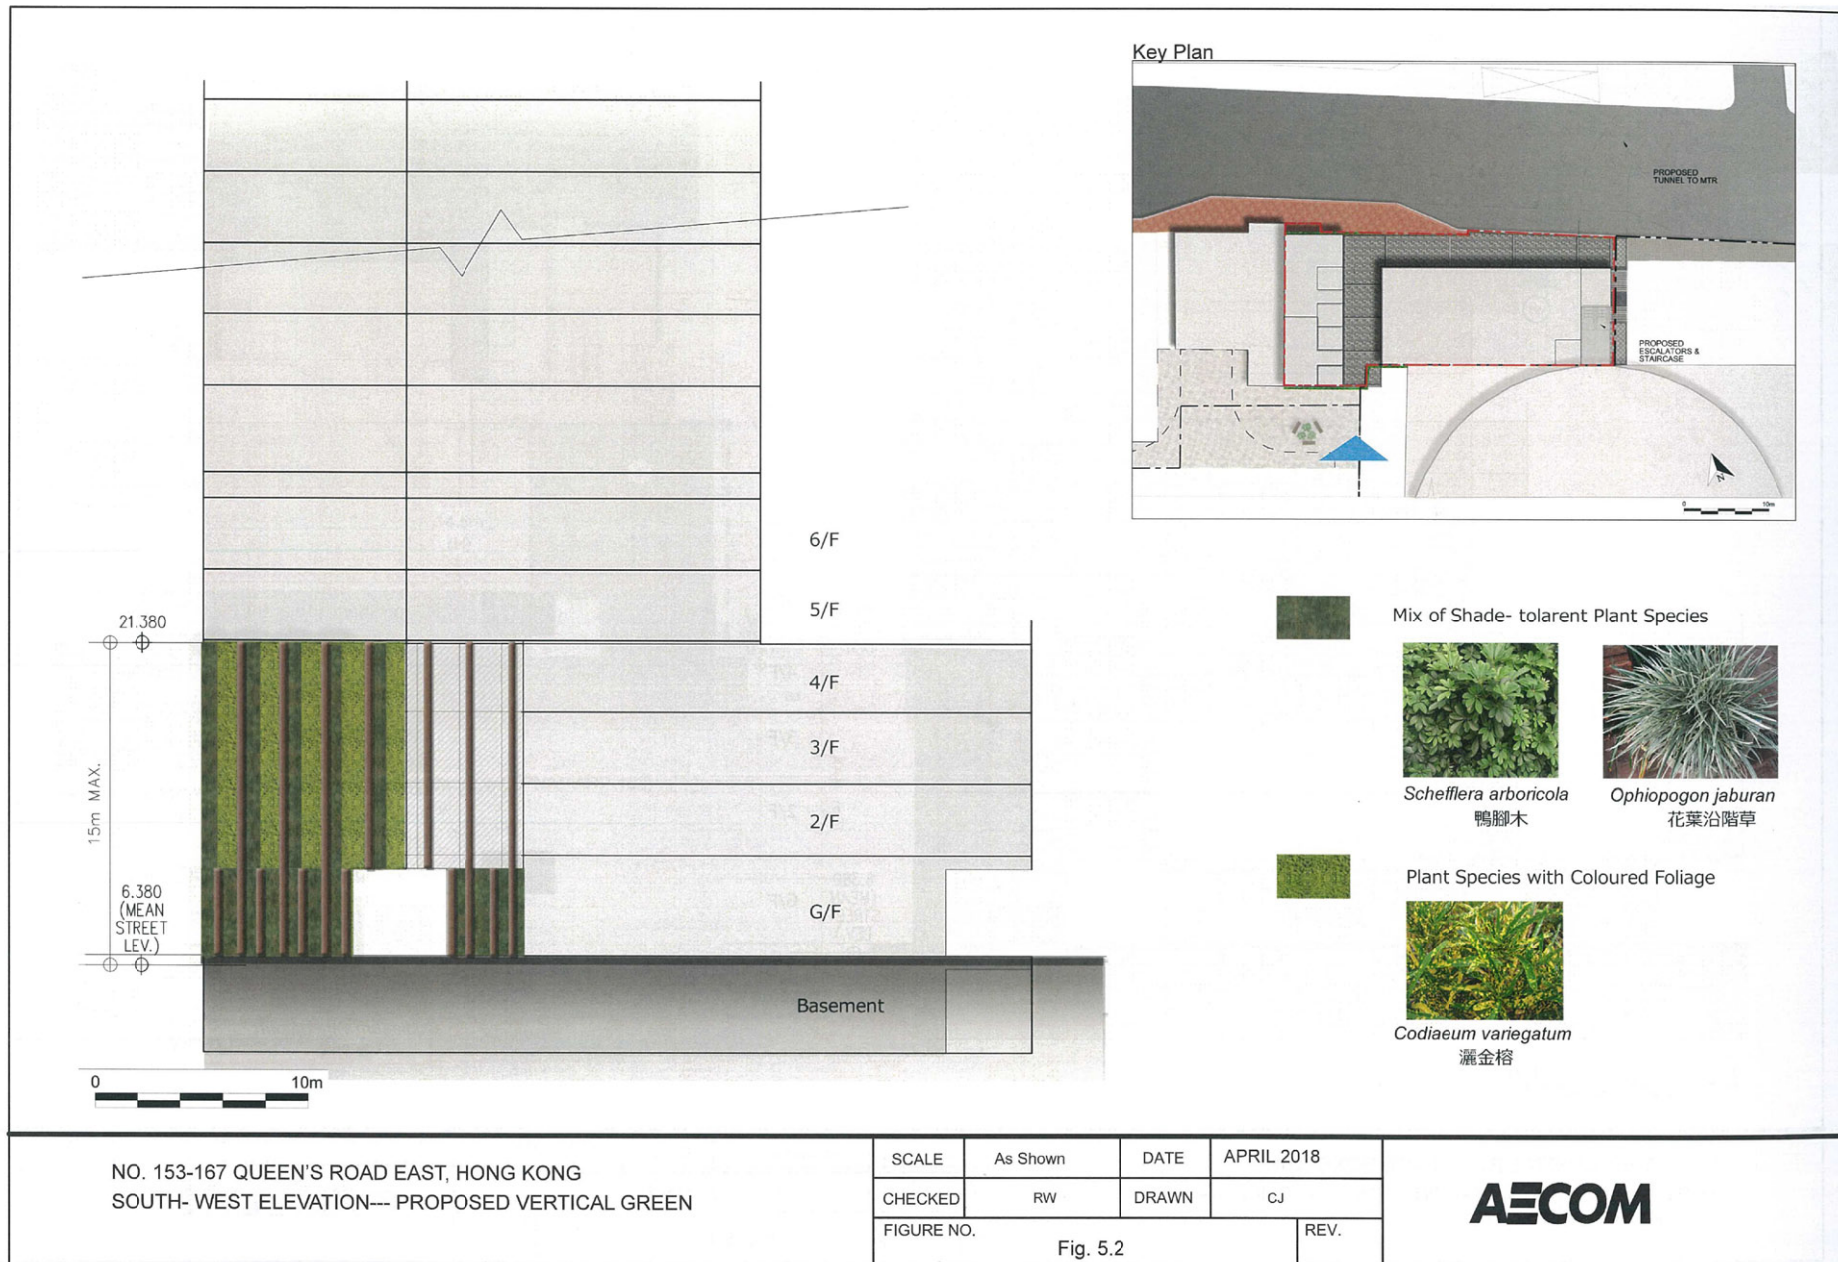 Key Plan
PROPOSED
TUNNEL TO MTR
PROPOSED
ESCALATORS &
STAIRCASE
N
0 10m
6/F
5/F
21.380
4/F
3/F
2/F
15m MAX.
6.380
(MEAN
STREET
LEV.)
G/F
Basement
0 10m
Mix of Shade- tolarent Plant Species
Schefflera arboricola
鴨腳木
Ophiopogon jaburan
花葉沿階草
Plant Species with Coloured Foliage
Codiaeum variegatum
灑金榕
NO. 153-167 QUEEN'S ROAD EAST, HONG KONG
SOUTH- WEST ELEVATION--- PROPOSED VERTICAL GREEN
SCALE As Shown DATE APRIL 2018
CHECKED RW DRAWN CJ
FIGURE NO. Fig. 5.2 REV.
AECOM